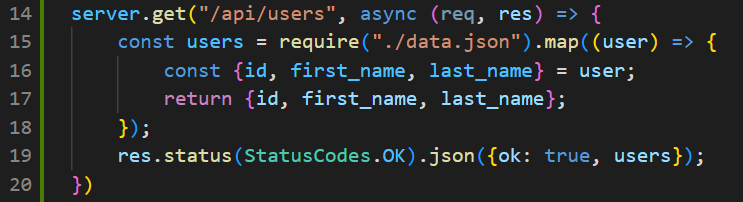 14 server.get("/api/users", async (req, res) => {
15     const users = require("./data.json").map((user) => {
16         const {id, first_name, last_name} = user;
17         return {id, first_name, last_name};
18     });
19     res.status(StatusCodes.OK).json({ok: true, users});
20 })